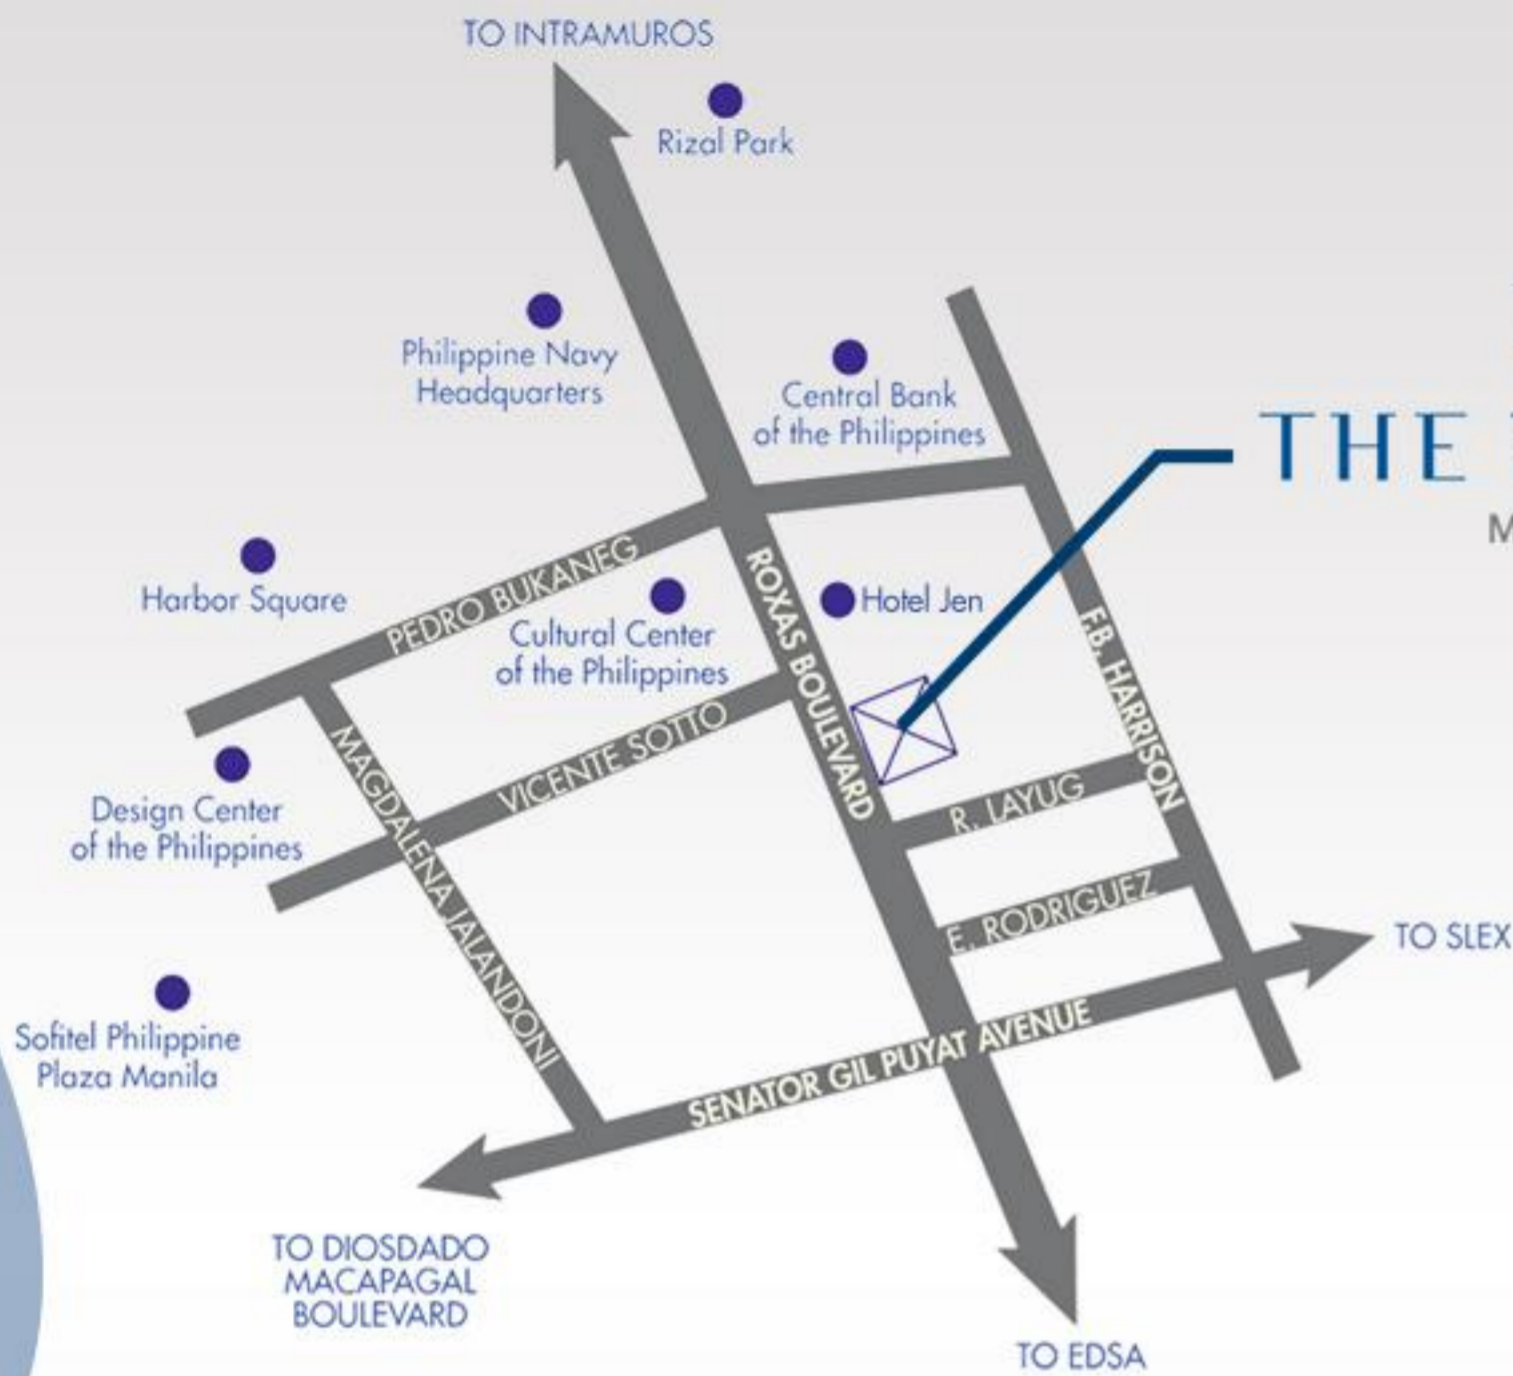 TO INTRAMUROS
Rizal Park
Philippine Navy
Headquarters
Central Bank
of the Philippines
THE
M
Harbor Square
PEDRO BUKANEG
Cultural Center
of the Philippines
ROXAS BOULEVARD
Hotel Jen
F.B. HARRISON
MAGDALENA JALANDONI
VICENTE SOTTO
Design Center
of the Philippines
R. LAYUG
E. RODRIGUEZ
TO SLEX
Sofitel Philippine
Plaza Manila
SENATOR GIL PUYAT AVENUE
TO DIOSDADO
MACAPAGAL
BOULEVARD
TO EDSA